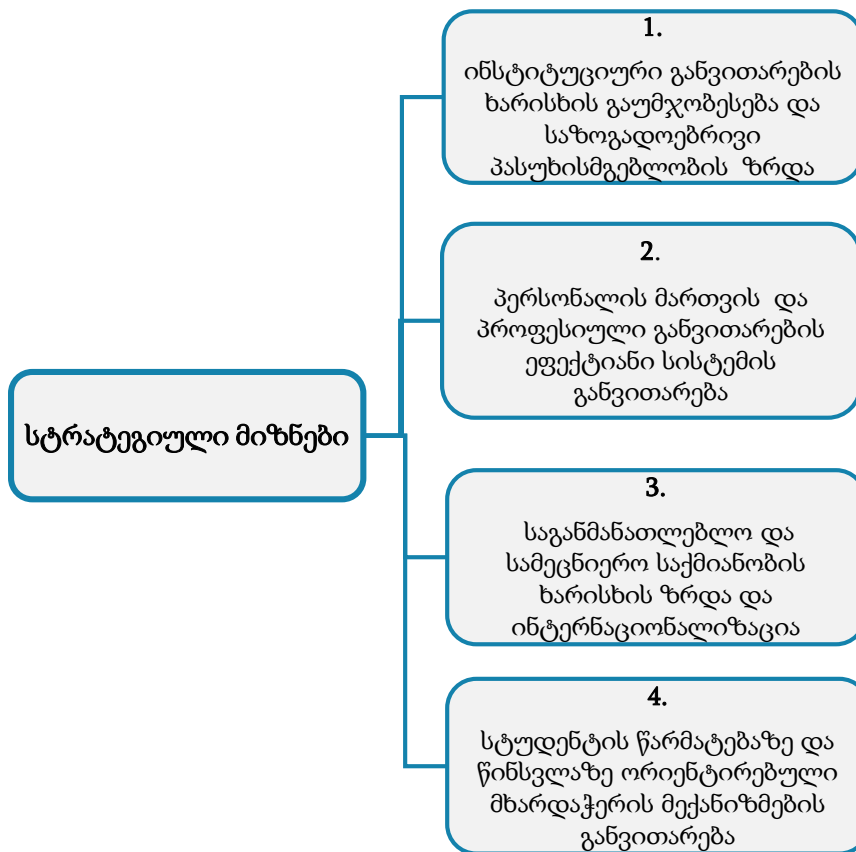 სტრატეგიული მიზნები
1.
ინსტიტუციური განვითარების
ხარისხის გაუმჯობესება და
საზოგადოებრივი
პასუხისმგებლობის ზრდა
2.
პერსონალის მართვის და
პროფესიული განვითარების
ეფექტიანი სისტემის
განვითარება
3.
საგანმანათლებლო და
სამეცნიერო საქმიანობის
ხარისხის ზრდა და
ინტერნაციონალიზაცია
4.
სტუდენტის წარმატებაზე და
წინსვლაზე ორიენტირებული
მხარდაჭერის მექანიზმების
განვითარება